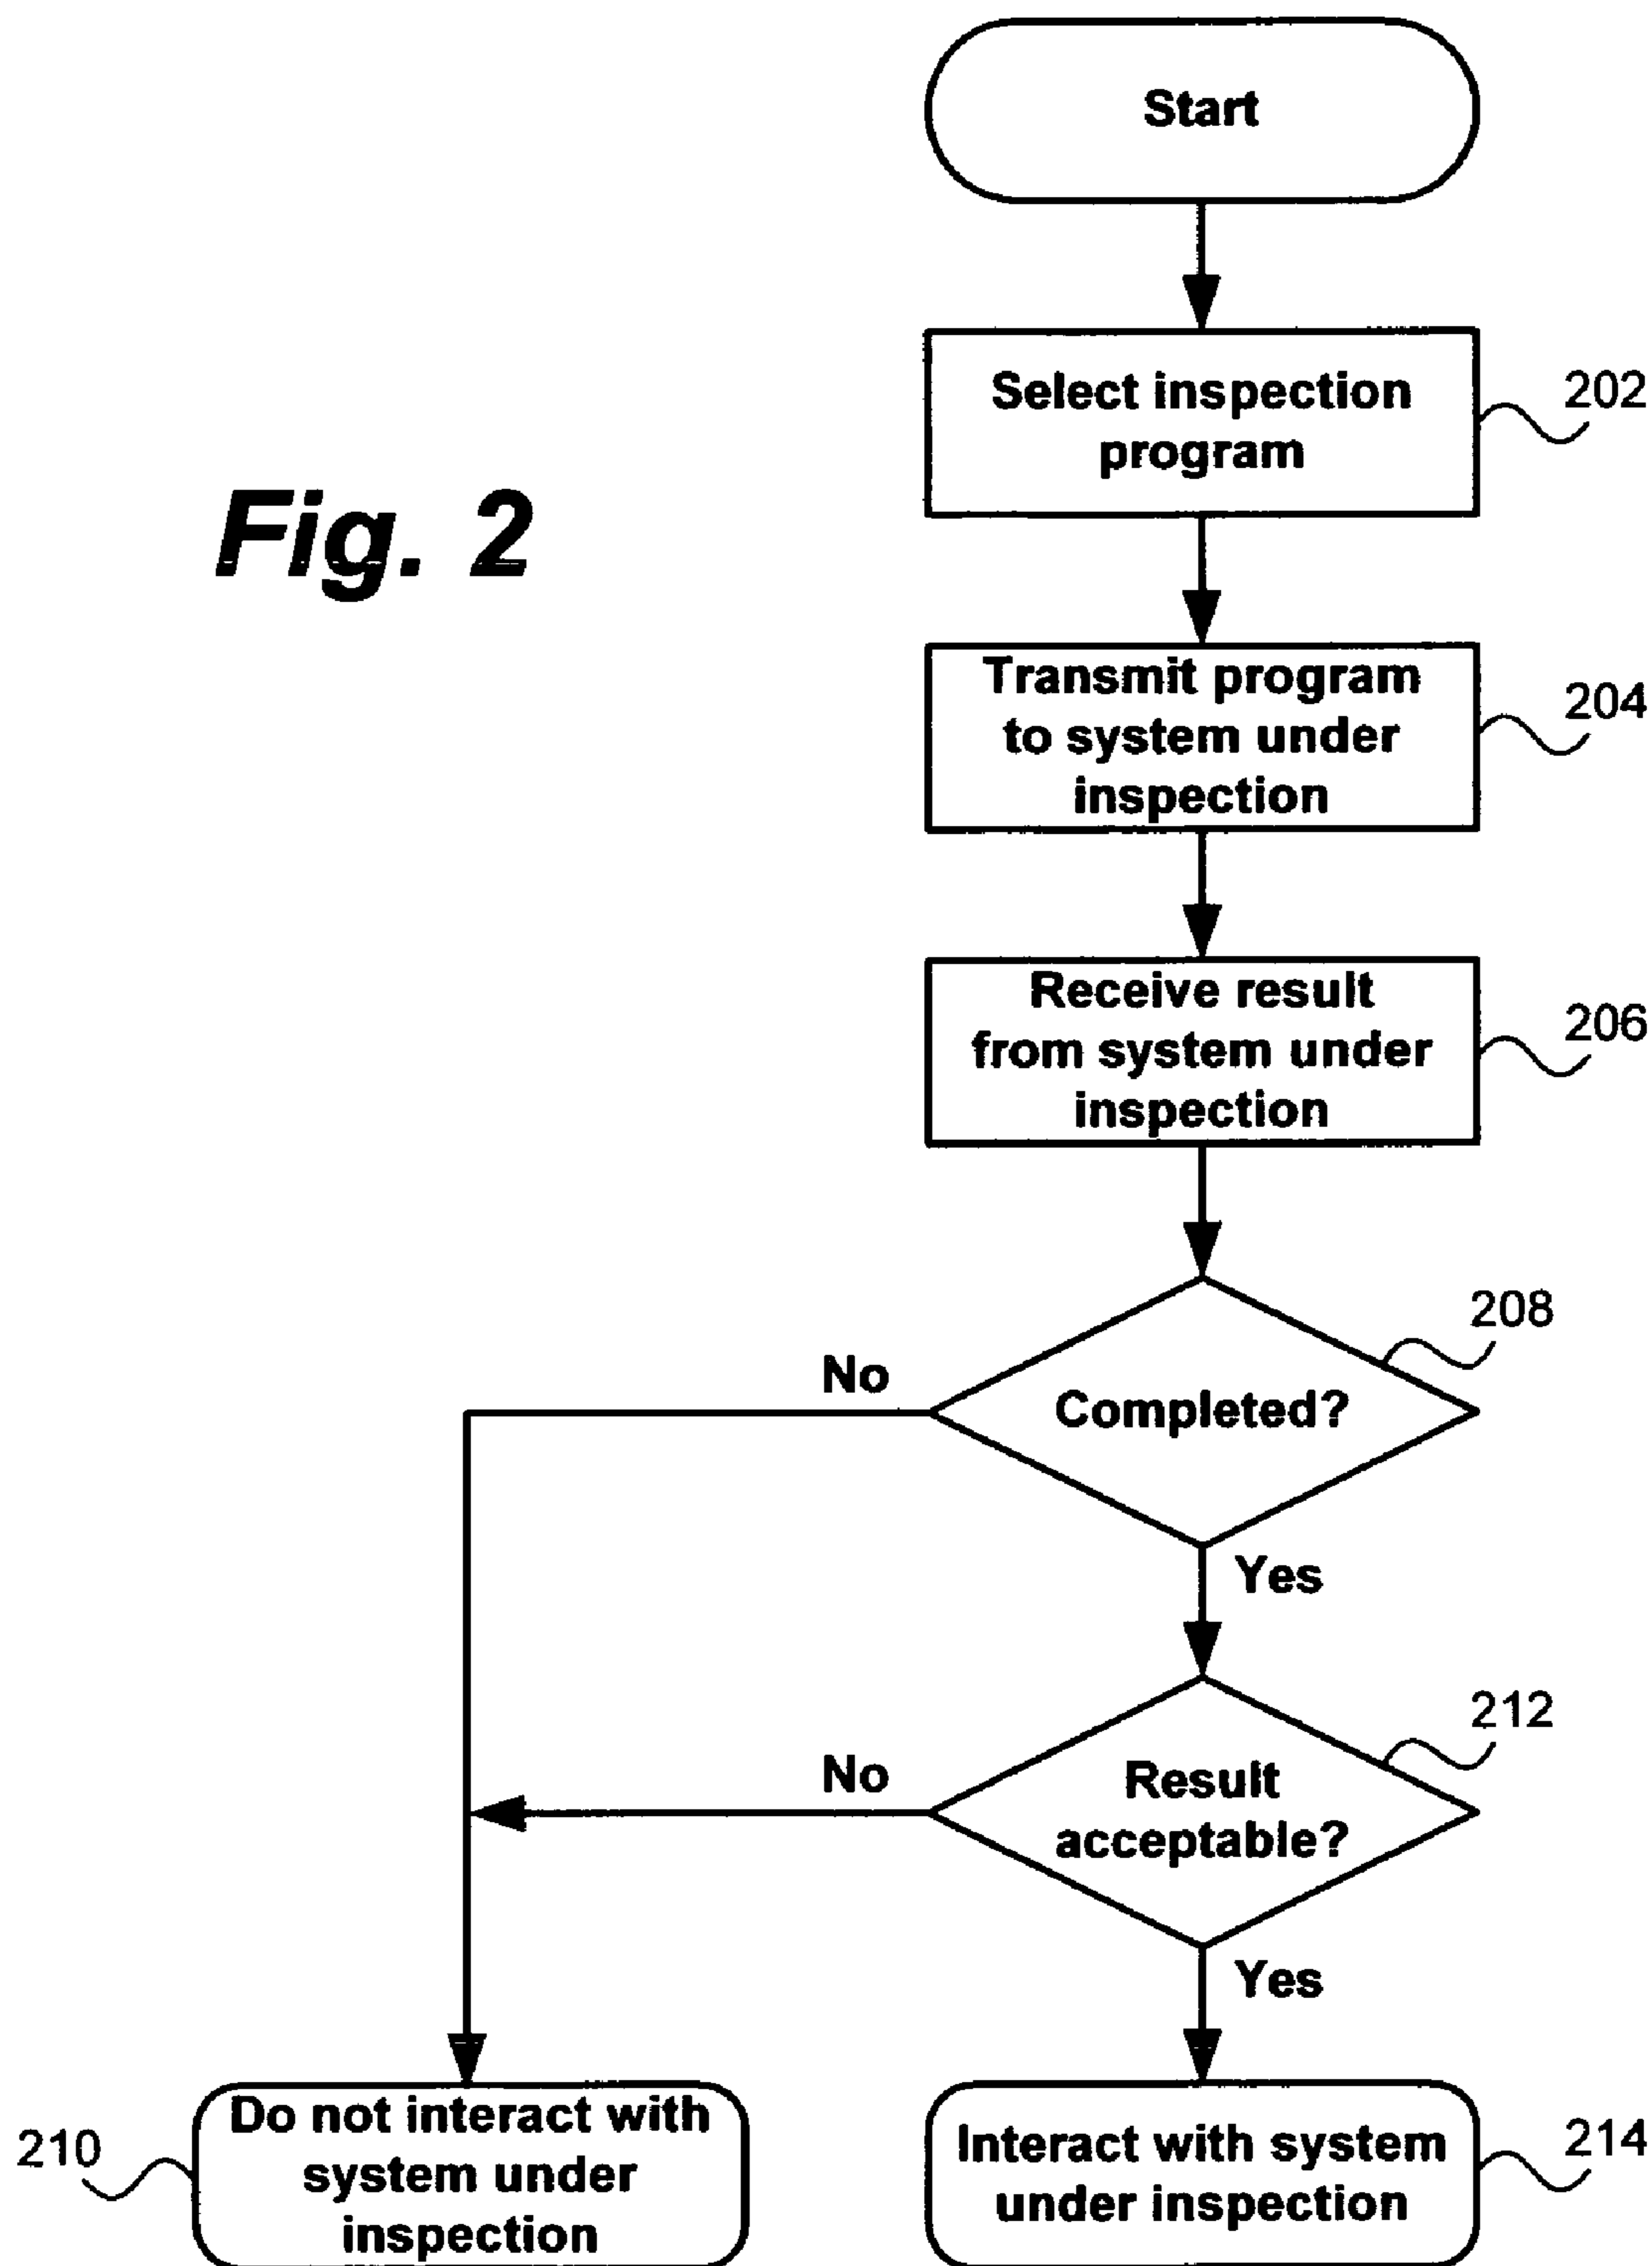 Start
Select inspection
program
202
Fig. 2
Transmit program
to system under
inspection
204
Receive result
from system under
inspection
206
208
No
Completed?
Yes
212
No
Result
acceptable?
Yes
210
Do not interact with
system under
inspection
Interact with system
under inspection
214